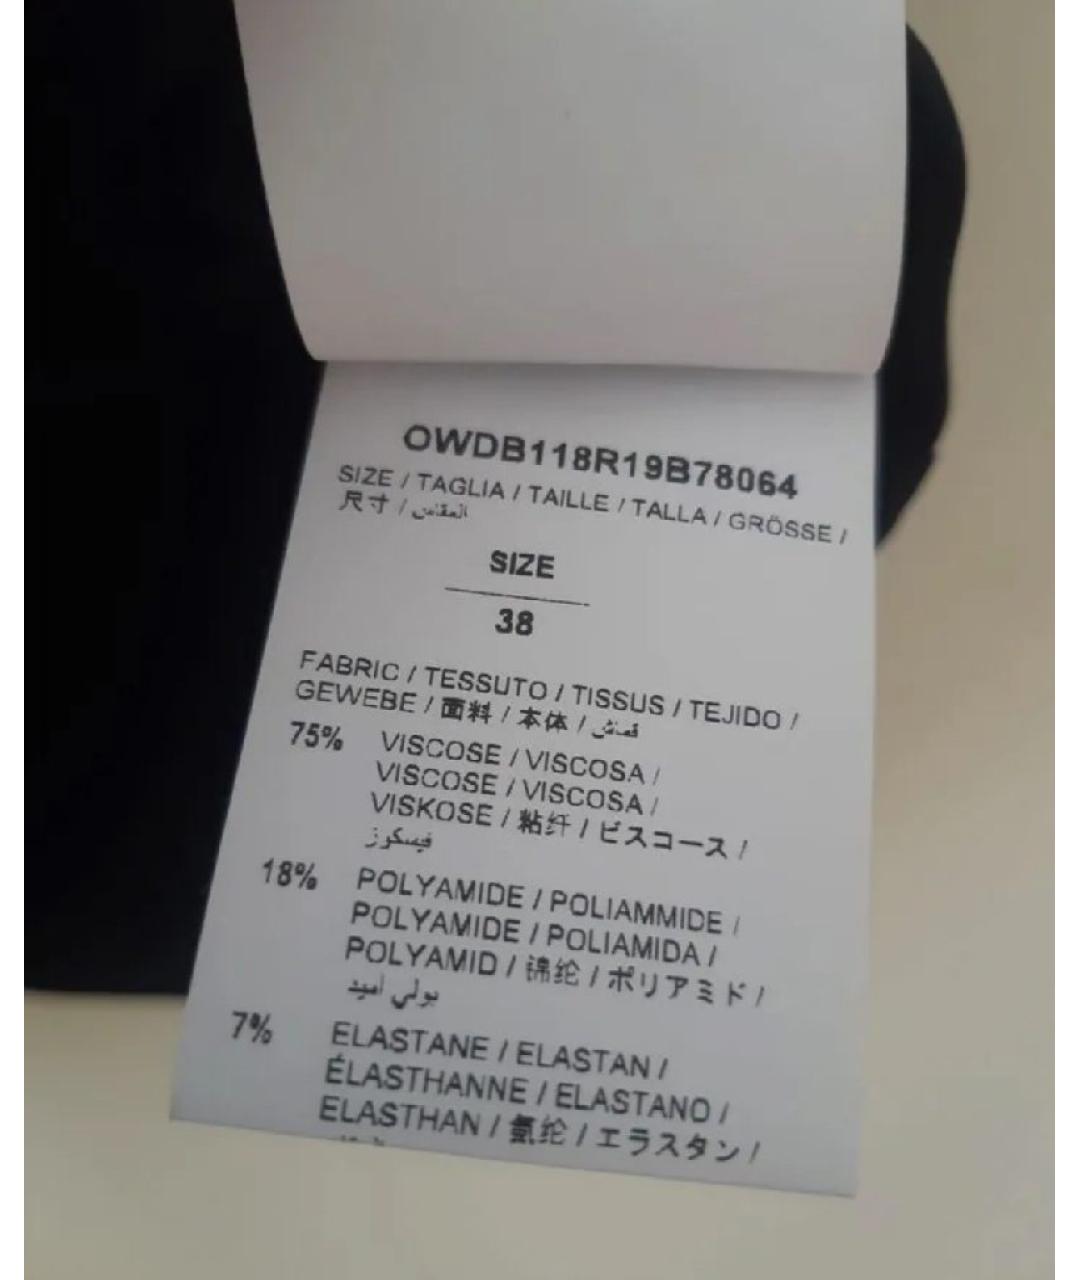 OWDB118R19B78064
SIZE / TAGLIA / TAILLE / TALLA / GRÖSSE /
尺寸 / المقاس
SIZE
38
FABRIC / TESSUTO / TISSUS / TEJIDO /
GEWEBE / 面料 / 本体 / قماش
75% VISCOSE / VISCOSA /
VISCOSE / VISCOSA /
VISKOSE / 粘纤 / ビスコース /
فيسكوز
18% POLYAMIDE / POLIAMMIDE /
POLYAMIDE / POLIAMIDA /
POLYAMID / 锦纶 / ポリアミド /
بولي اميد
7% ELASTANE / ELASTAN /
ÉLASTHANNE / ELASTANO /
ELASTHAN / 氨纶 / エラスタン /